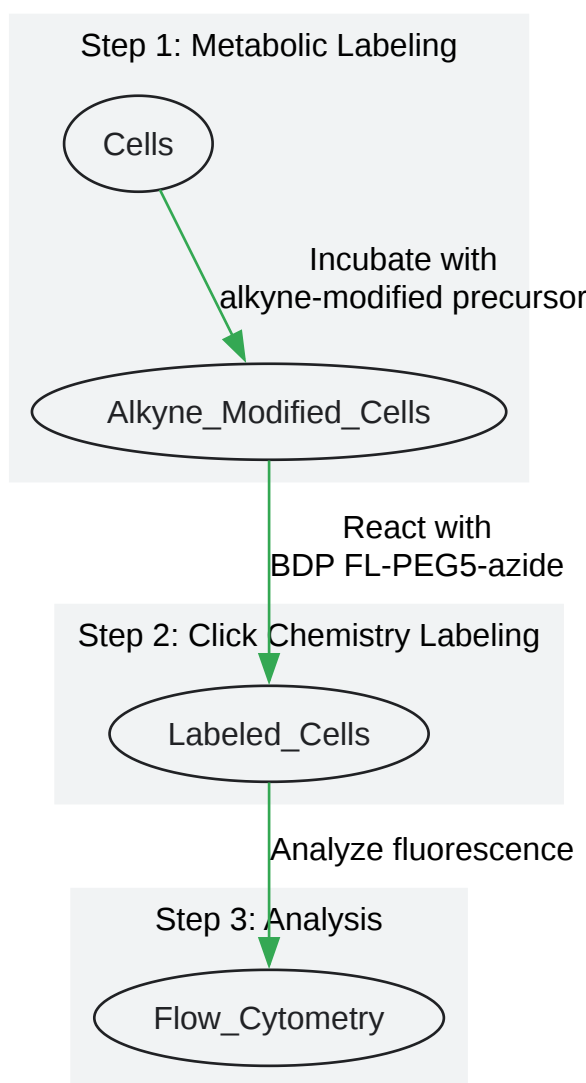 Step 1: Metabolic Labeling
Cells
Incubate with
alkyne-modified precursor
Alkyne_Modified_Cells
React with
BDP FL-PEG5-azide
Step 2: Click Chemistry Labeling
Labeled_Cells
Analyze fluorescence
Step 3: Analysis
Flow_Cytometry